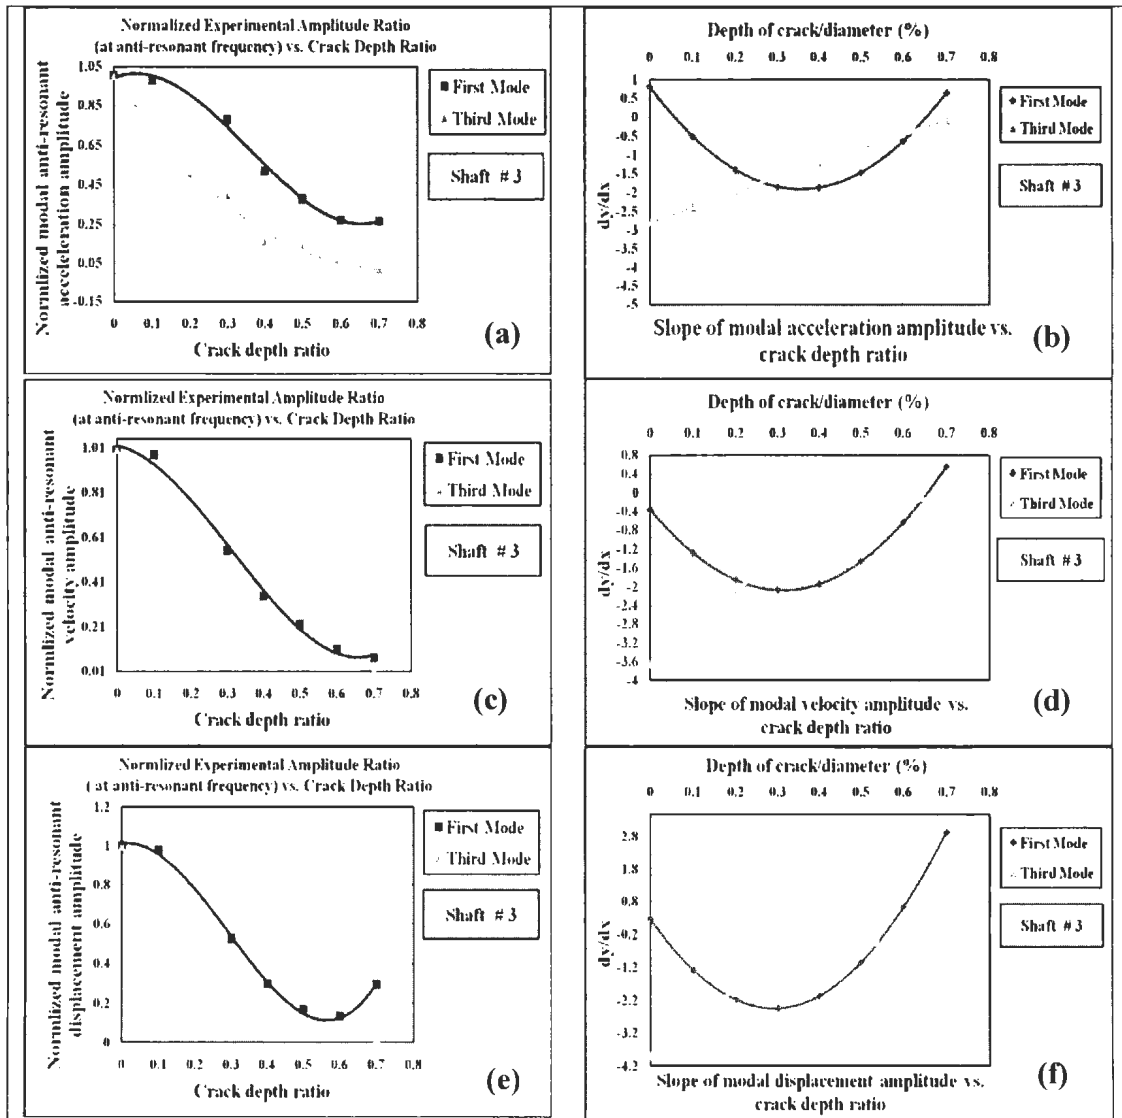 Normalized Experimental Amplitude Ratio
(at anti-resonant frequency) vs. Crack Depth Ratio
Normlized modal anti-resonant
acceleration amplitude
1.05
0.85
0.65
0.45
0.25
0.05
-0.15
0 0.1 0.2 0.3 0.4 0.5 0.6 0.7 0.8
Crack depth ratio
First Mode
Third Mode
Shaft # 3
(a)
Depth of crack/diameter (%)
0 0.1 0.2 0.3 0.4 0.5 0.6 0.7 0.8
dy/dx
1
0.5
0
-0.5
-1
-1.5
-2
-2.5
-3
-3.5
-4
-4.5
-5
First Mode
Third Mode
Shaft # 3
Slope of modal acceleration amplitude vs.
crack depth ratio
(b)
Normlized Experimental Amplitude Ratio
(at anti-resonant frequency) vs. Crack Depth Ratio
Normlized modal anti-resonant
velocity amplitude
1.01
0.81
0.61
0.41
0.21
0.01
0 0.1 0.2 0.3 0.4 0.5 0.6 0.7 0.8
Crack depth ratio
First Mode
Third Mode
Shaft # 3
(c)
Depth of crack/diameter (%)
0 0.1 0.2 0.3 0.4 0.5 0.6 0.7 0.8
dy/dx
0.8
0.4
0
-0.4
-0.8
-1.2
-1.6
-2
-2.4
-2.8
-3.2
-3.6
-4
First Mode
Third Mode
Shaft # 3
Slope of modal velocity amplitude vs.
crack depth ratio
(d)
Normlized Experimental Amplitude Ratio
( at anti-resonant frequency) vs. Crack Depth Ratio
Normlized modal anti-resonant
displacement amplitude
1.2
1
0.8
0.6
0.4
0.2
0
0 0.1 0.2 0.3 0.4 0.5 0.6 0.7 0.8
Crack depth ratio
First Mode
Third Mode
Shaft # 3
(e)
Depth of crack/diameter (%)
0 0.1 0.2 0.3 0.4 0.5 0.6 0.7 0.8
dy/dx
2.8
1.8
0.8
-0.2
-1.2
-2.2
-3.2
-4.2
First Mode
Third Mode
Shaft # 3
Slope of modal displacement amplitude vs.
crack depth ratio
(f)